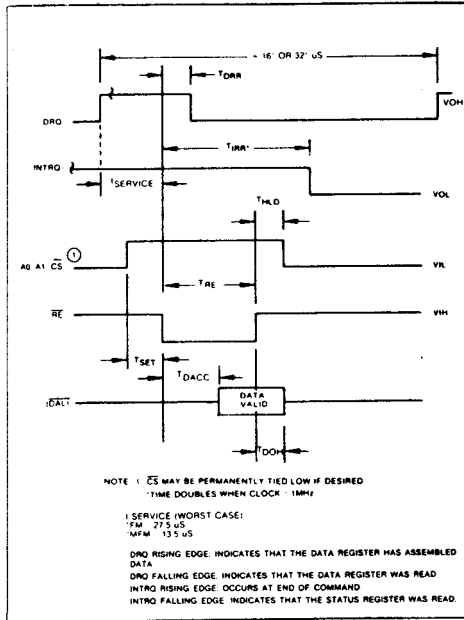 ≈ 16* OR 32* uS
TDRR
VOH
DRQ
TIRR*
INTRQ
VOL
tSERVICE
THLD
1
A0 A1 CS
VIL
TRE
RE
VIH
TSET
TDACC
(DAL)
DATA
VALID
TDOH
NOTE 1 CS MAY BE PERMANENTLY TIED LOW IF DESIRED
*TIME DOUBLES WHEN CLOCK 1MHz
SERVICE (WORST CASE)
*FM 27.5 uS
*MFM 13.5 uS
DRQ RISING EDGE: INDICATES THAT THE DATA REGISTER HAS ASSEMBLED
DATA
DRQ FALLING EDGE: INDICATES THAT THE DATA REGISTER WAS READ
INTRQ RISING EDGE: OCCURS AT END OF COMMAND
INTRQ FALLING EDGE INDICATES THAT THE STATUS REGISTER WAS READ.